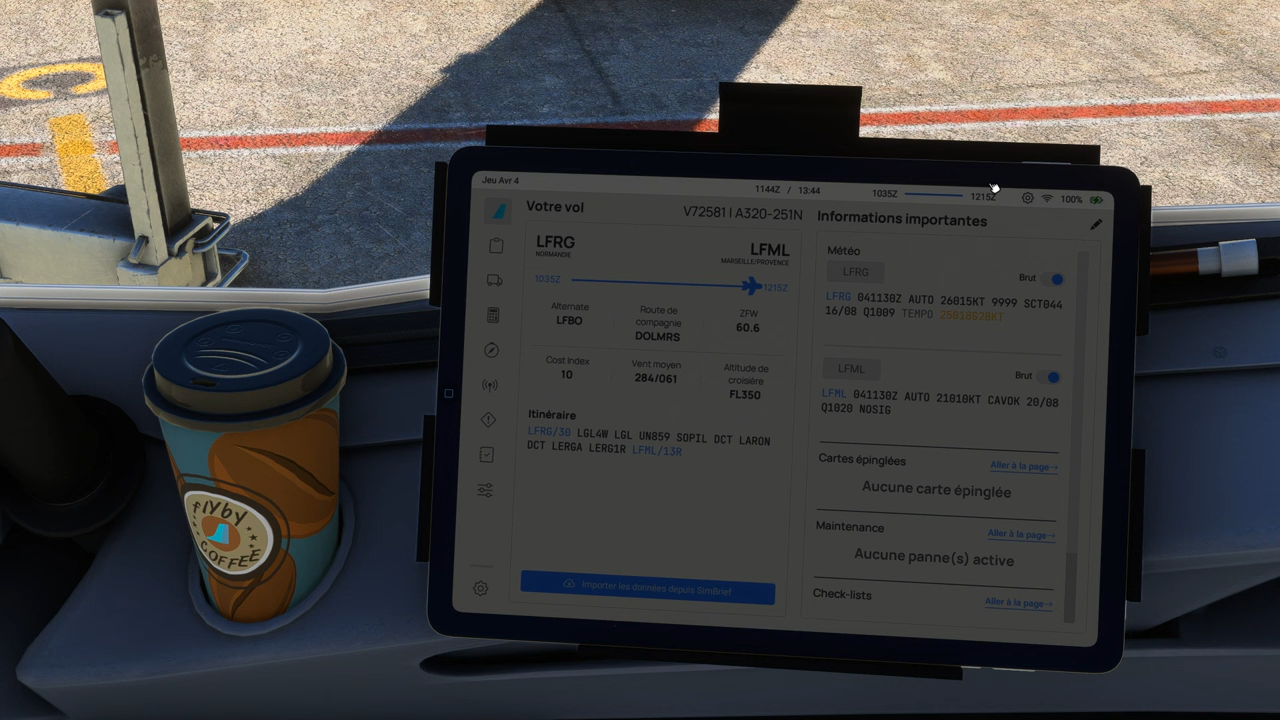 C
Jeu Avr 4
1144Z / 13:44
1035Z
1215Z
100%
Votre vol
V72581 | A320-251N
LFRG
NORMANDIE
LFML
MARSEILLE/PROVENCE
1035Z
1215Z
Alternate
LFBO
Route de
compagnie
DOLMRS
ZFW
60.6
Cost Index
10
Vent moyen
284/061
Altitude de
croisière
FL350
Itinéraire
LFRG/30 LGL4W LGL UN859 SOPIL DCT LARON
DCT LERGA LERG1R LFML/13R
Importer les données depuis SimBrief
Informations importantes
Météo
LFRG
Brut
LFRG 041130Z AUTO 26015KT 9999 SCT044
16/08 Q1009 TEMPO 25018G28KT
LFML
Brut
LFML 041130Z AUTO 21010KT CAVOK 20/08
Q1020 NOSIG
Cartes épinglées
Aller à la page
Aucune carte épinglée
Maintenance
Aller à la page
Aucune panne(s) active
Check-lists
Aller à la page
flyby
COFFEE